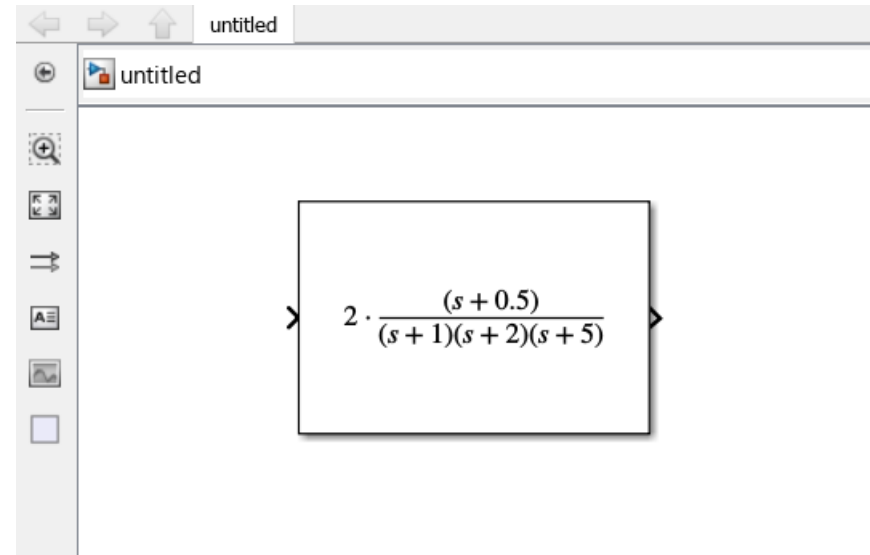 untitled
untitled
2 · (s + 0.5)
(s + 1)(s + 2)(s + 5)
A